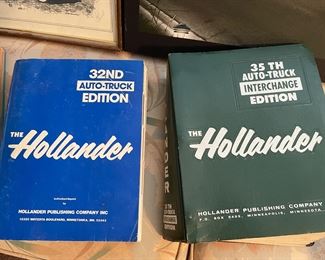 32ND
AUTO-TRUCK
EDITION
THE
Hollander
HOLLANDER PUBLISHING COMPANY INC
35TH
AUTO-TRUCK
INTERCHANGE
EDITION
THE
Hollander
HOLLANDER PUBLISHING COMPANY
P.O. BOX MINNEAPOLIS, MINNESOTA